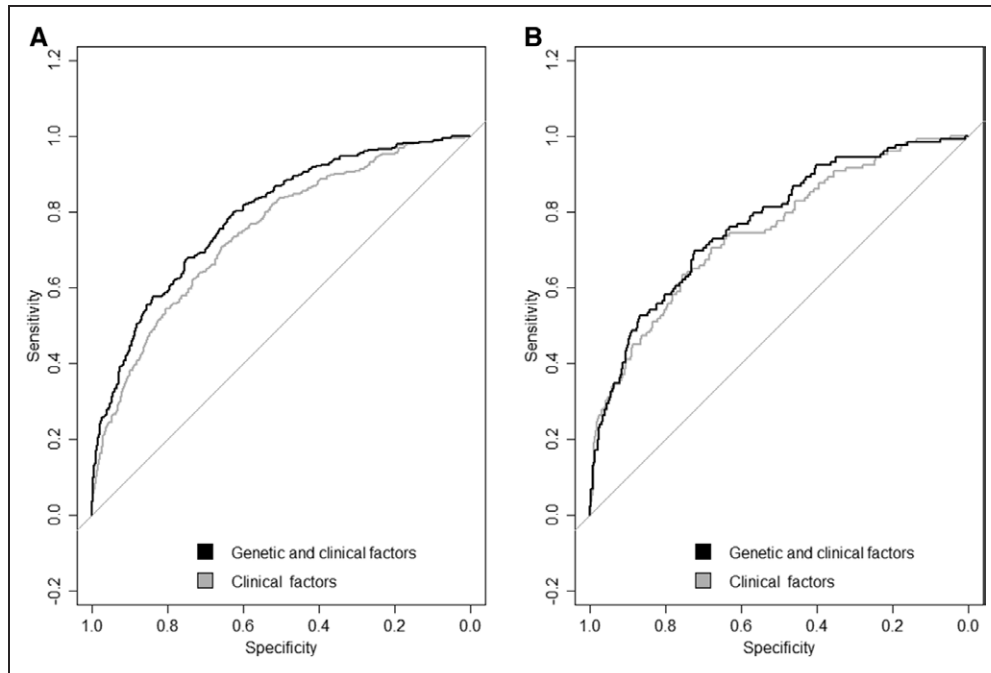 A
1.2
1.0
0.8
0.6
0.4
0.2
0.0
-0.2
Sensitivity
Genetic and clinical factors
Clinical factors
1.0 0.8 0.6 0.4 0.2 0.0
Specificity
B
1.2
1.0
0.8
0.6
0.4
0.2
0.0
-0.2
Sensitivity
Genetic and clinical factors
Clinical factors
1.0 0.8 0.6 0.4 0.2 0.0
Specificity